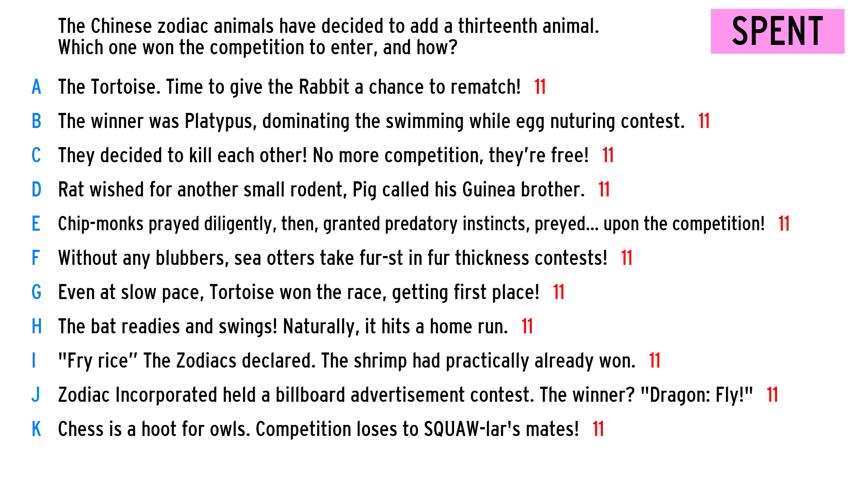 The Chinese zodiac animals have decided to add a thirteenth animal.
Which one won the competition to enter, and how?
SPENT
A The Tortoise. Time to give the Rabbit a chance to rematch! 11
B The winner was Platypus, dominating the swimming while egg nuturing contest. 11
C They decided to kill each other! No more competition, they're free! 11
D Rat wished for another small rodent, Pig called his Guinea brother. 11
E Chip-monks prayed diligently, then, granted predatory instincts, preyed... upon the competition! 11
F Without any blubbers, sea otters take fur-st in fur thickness contests! 11
G Even at slow pace, Tortoise won the race, getting first place! 11
H The bat readies and swings! Naturally, it hits a home run. 11
I "Fry rice” The Zodiacs declared. The shrimp had practically already won. 11
J Zodiac Incorporated held a billboard advertisement contest. The winner? "Dragon: Fly!" 11
K Chess is a hoot for owls. Competition loses to SQUAW-lar's mates! 11